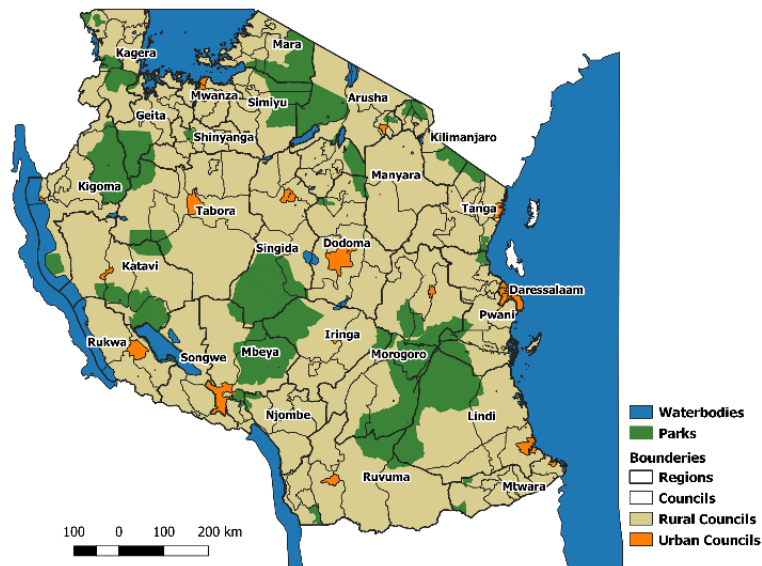 Kagera
Mara
Mwanza
Simiyu
Arusha
Geita
Shinyanga
Kilimanjaro
Kigoma
Manyara
Tabora
Tanga
Singida
Dodoma
Katavi
Daressalaam
Pwani
Rukwa
Songwe
Mbeya
Iringa
Morogoro
Njombe
Lindi
Ruvuma
Mtwara
Waterbodies
Parks
Bounderies
Regions
Councils
Rural Councils
Urban Councils
100 0 100 200 km